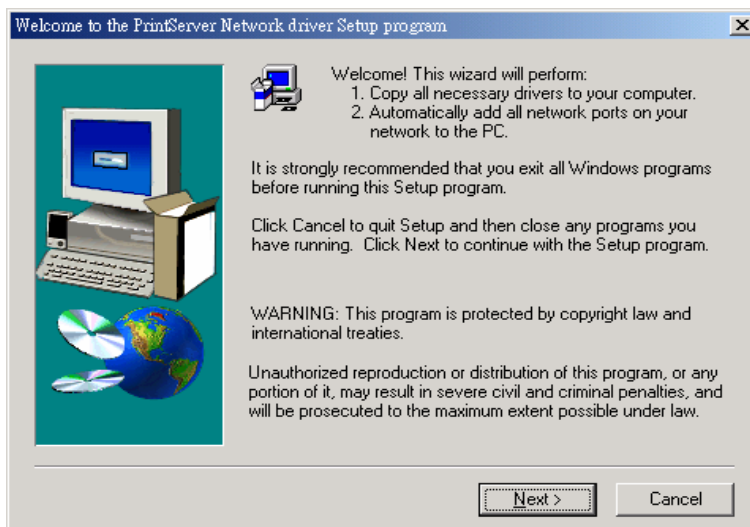 Welcome to the PrintServer Network driver Setup program
Welcome! This wizard will perform:
1. Copy all necessary drivers to your computer.
2. Automatically add all network ports on your
network to the PC.
It is strongly recommended that you exit all Windows programs
before running this Setup program.
Click Cancel to quit Setup and then close any programs you
have running. Click Next to continue with the Setup program.
WARNING: This program is protected by copyright law and
international treaties.
Unauthorized reproduction or distribution of this program, or any
portion of it, may result in severe civil and criminal penalties, and
will be prosecuted to the maximum extent possible under law.
Next >
Cancel